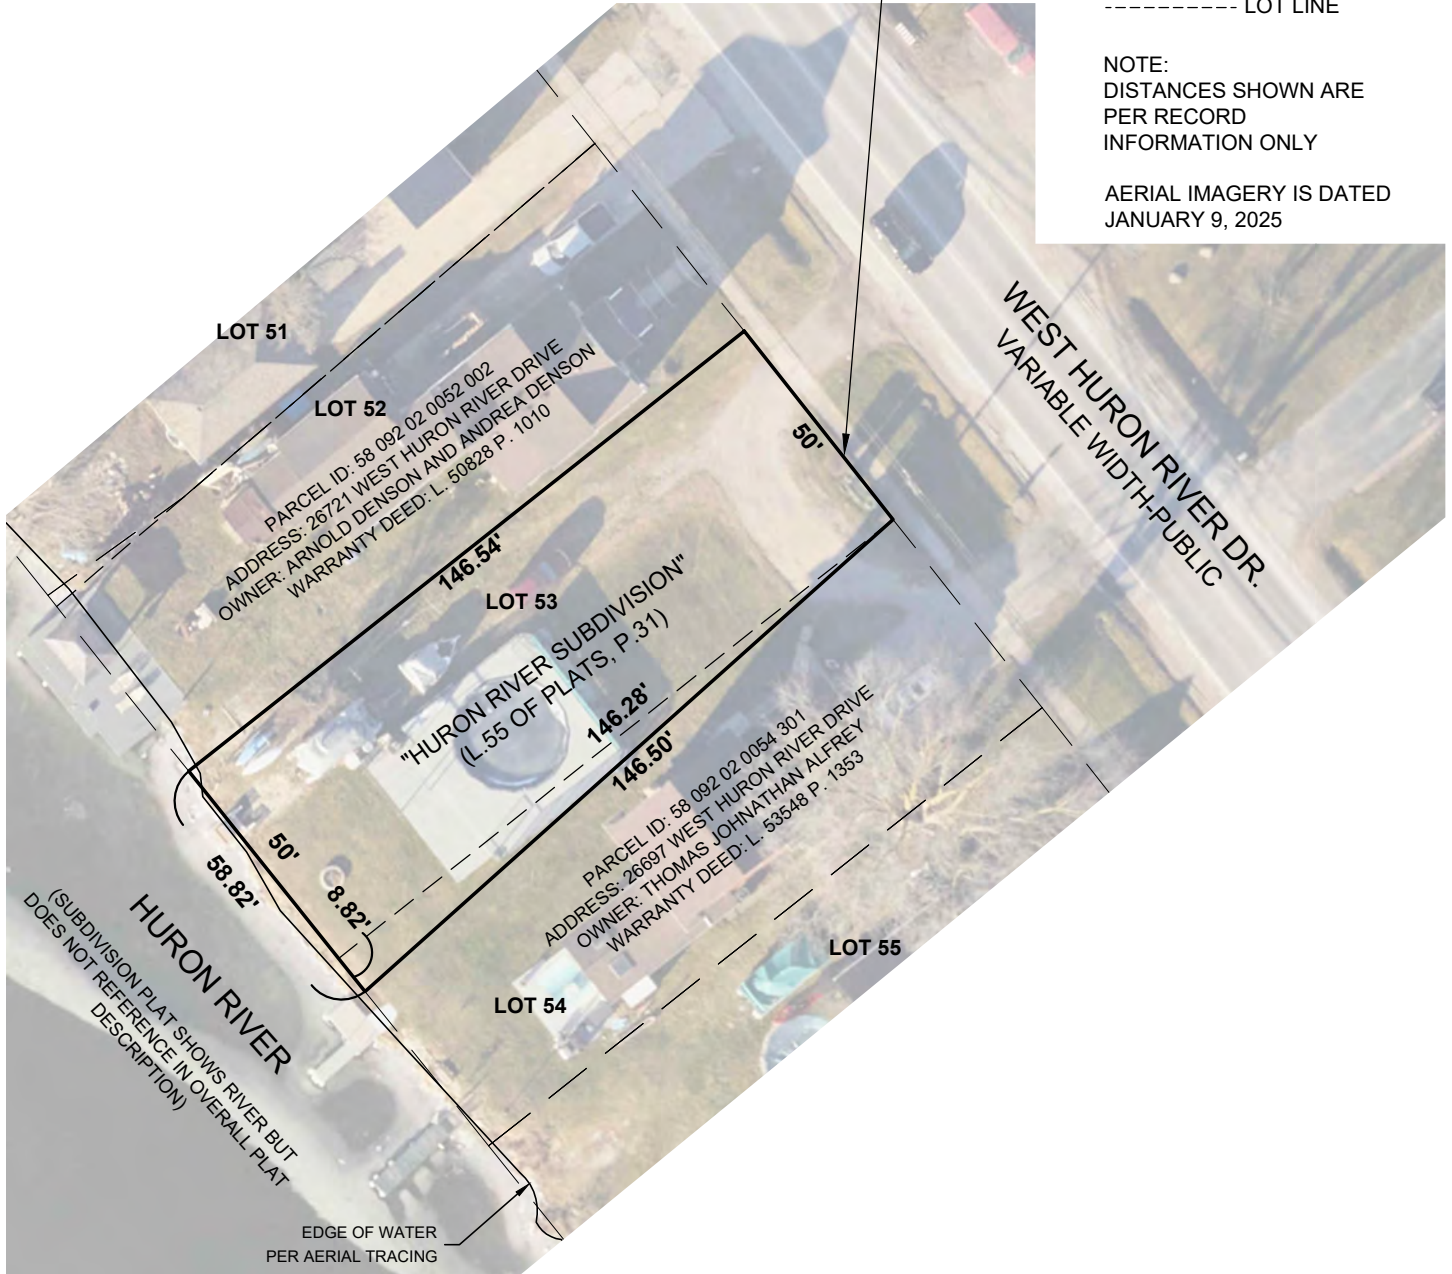 ---------- LOT LINE
NOTE:
DISTANCES SHOWN ARE
PER RECORD
INFORMATION ONLY
AERIAL IMAGERY IS DATED
JANUARY 9, 2025
WEST HURON RIVER DR.
VARIABLE WIDTH-PUBLIC
LOT 51
LOT 52
PARCEL ID: 58 092 02 0052 002
ADDRESS: 26721 WEST HURON RIVER DRIVE
OWNER: ARNOLD DENSON AND ANDREA DENSON
WARRANTY DEED: L. 50828 P. 1010
50'
146.54'
LOT 53
"HURON RIVER SUBDIVISION"
(L.55 OF PLATS, P.31)
146.28'
146.50'
PARCEL ID: 58 092 02 0054 301
ADDRESS: 26697 WEST HURON RIVER DRIVE
OWNER: THOMAS JOHNATHAN ALFREY
WARRANTY DEED: L. 53548 P. 1353
50'
58.82'
8.82'
HURON RIVER
(SUBDIVISION PLAT SHOWS RIVER BUT
DOES NOT REFERENCE IN OVERALL PLAT
DESCRIPTION)
LOT 55
LOT 54
EDGE OF WATER
PER AERIAL TRACING